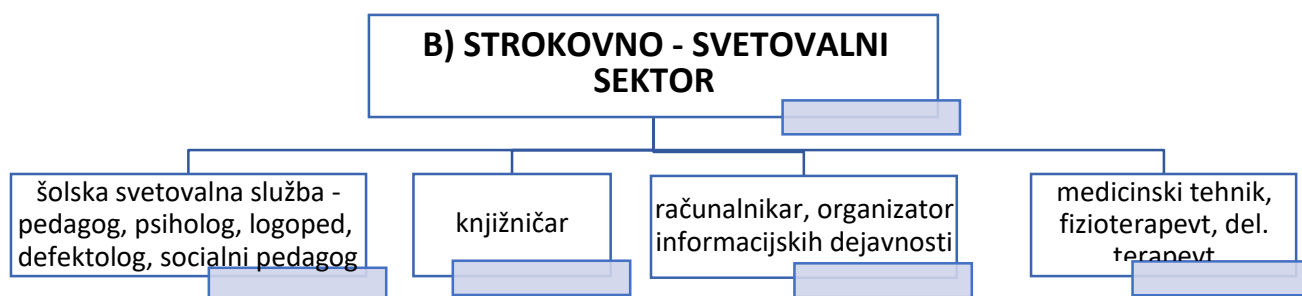 B) STROKOVNO - SVETOVALNI
SEKTOR
šolska svetovalna služba -
pedagog, psiholog, logoped,
defektolog, socialni pedagog
knjižničar
računalnikar, organizator
informacijskih dejavnosti
medicinski tehnik,
fizioterapevt, del.
terapevt